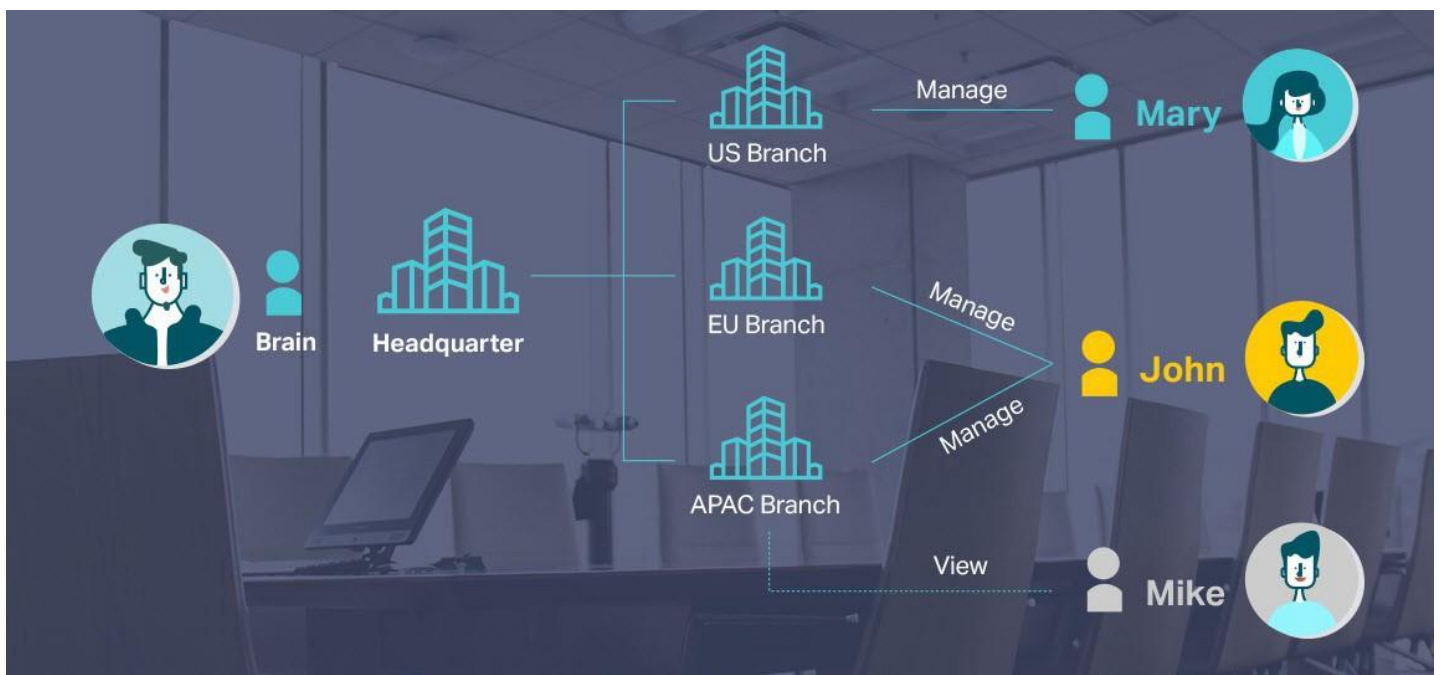 US Branch
Manage
Mary
Brain
Headquarter
EU Branch
Manage
John
Manage
APAC Branch
View
Mike